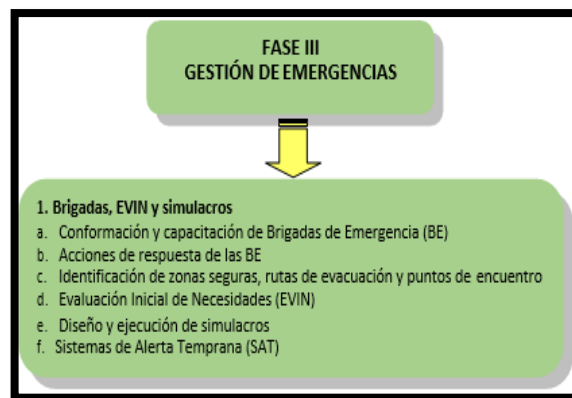 FASE III
GESTIÓN DE EMERGENCIAS
1. Brigadas, EVIN y simulacros
a. Conformación y capacitación de Brigadas de Emergencia (BE)
b. Acciones de respuesta de las BE
c. Identificación de zonas seguras, rutas de evacuación y puntos de encuentro
d. Evaluación Inicial de Necesidades (EVIN)
e. Diseño y ejecución de simulacros
f. Sistemas de Alerta Temprana (SAT)